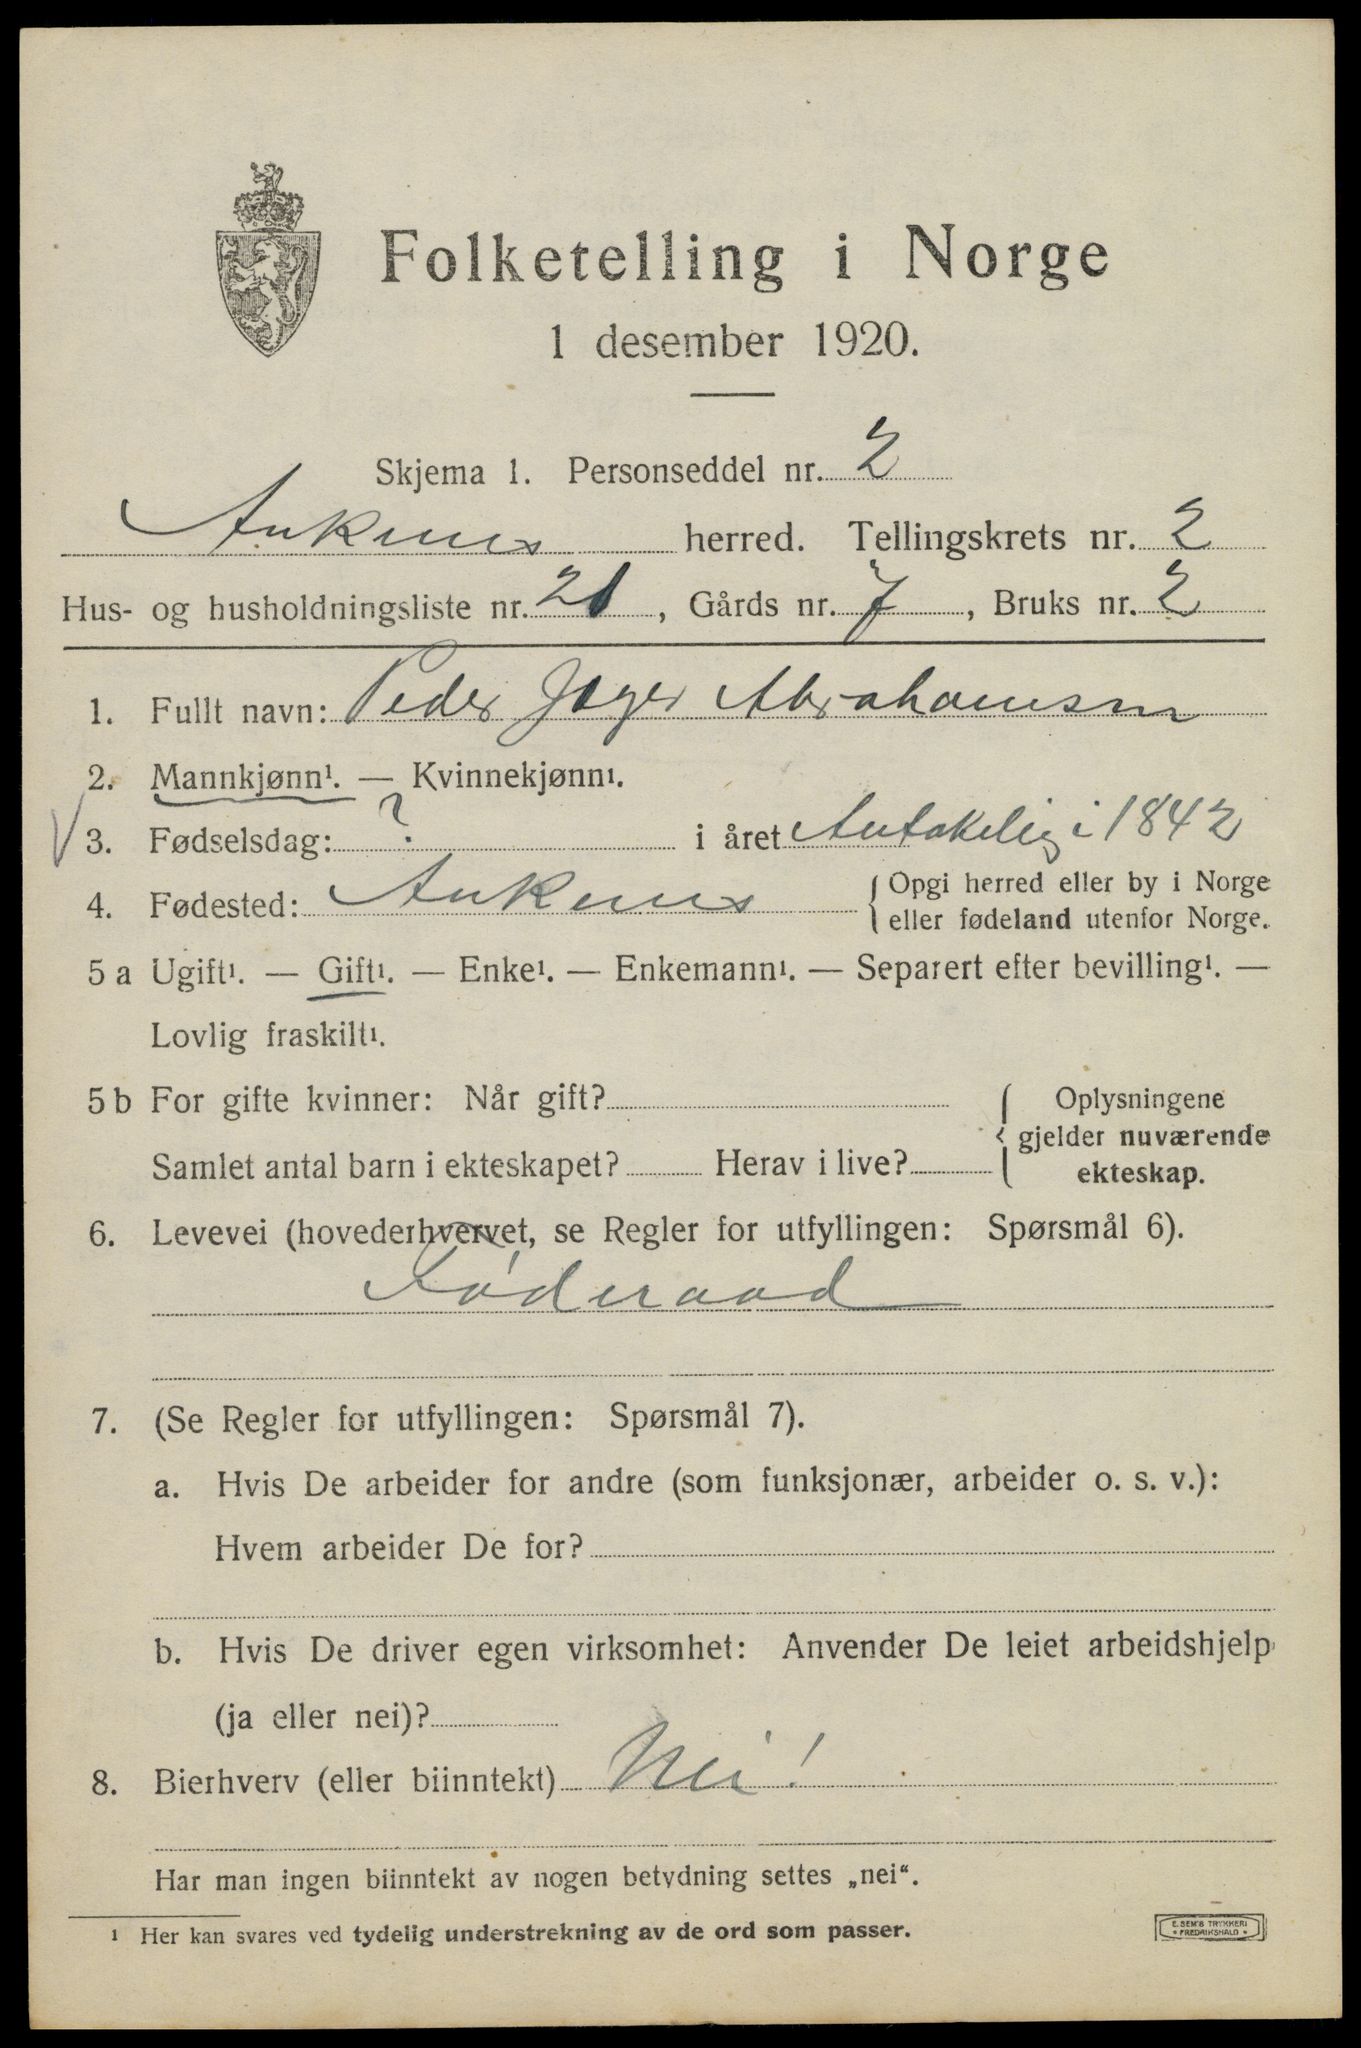 Folketelling i Norge
1 desember 1920.
Skjema 1. Personseddel nr. 2
Ankenes herred. Tellingskrets nr. 2
Hus- og husholdningsliste nr. 21, Gårds nr. 7, Bruks nr. 2
1. Fullt navn: Peder Jæger Abrahamsen
2. Mannkjønn¹. — Kvinnekjønn¹.
3. Fødselsdag: ? i året Antakelig i 1842
4. Fødested: Ankenes { Opgi herred eller by i Norge
eller fødeland utenfor Norge.
5 a Ugift¹. — Gift¹. — Enke¹. — Enkemann¹. — Separert efter bevilling¹. —
Lovlig fraskilt¹.
5 b For gifte kvinner: Når gift?
Samlet antal barn i ekteskapet? Herav i live?
{ Oplysningene
gjelder nuværende
ekteskap.
6. Levevei (hovederhvervet, se Regler for utfyllingen: Spørsmål 6).
Føderaad
7. (Se Regler for utfyllingen: Spørsmål 7).
a. Hvis De arbeider for andre (som funksjonær, arbeider o. s. v.):
Hvem arbeider De for?
b. Hvis De driver egen virksomhet: Anvender De leiet arbeidshjelp
(ja eller nei)?
8. Bierhverv (eller biinntekt) Nei!
Har man ingen biinntekt av nogen betydning settes „nei“.
¹ Her kan svares ved tydelig understrekning av de ord som passer.
E. SEM'S TRYKKERI
* FREDRIKSHALD *